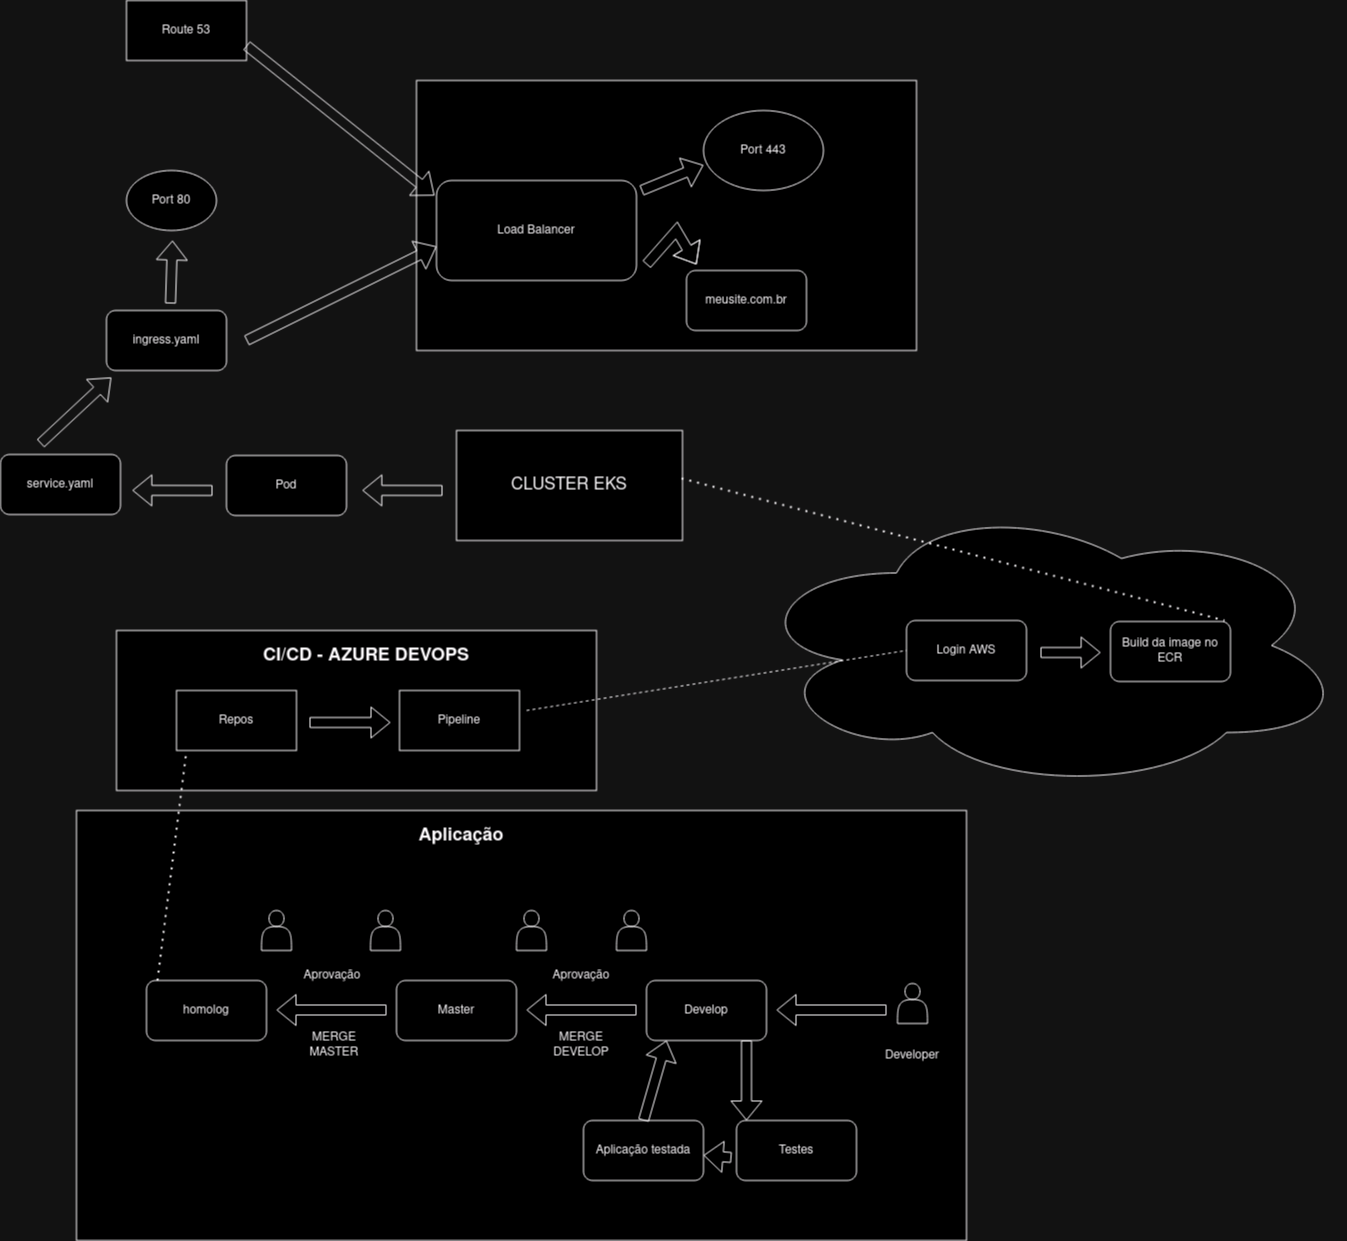 Route 53
Port 443
Port 80
Load Balancer
meusite.com.br
ingress.yaml
service.yaml
Pod
CLUSTER EKS
Login AWS
Build da image no
ECR
CI/CD - AZURE DEVOPS
Repos
Pipeline
Aplicação
Aprovação
Aprovação
homolog
Master
Develop
MERGE
MASTER
MERGE
DEVELOP
Developer
Aplicação testada
Testes